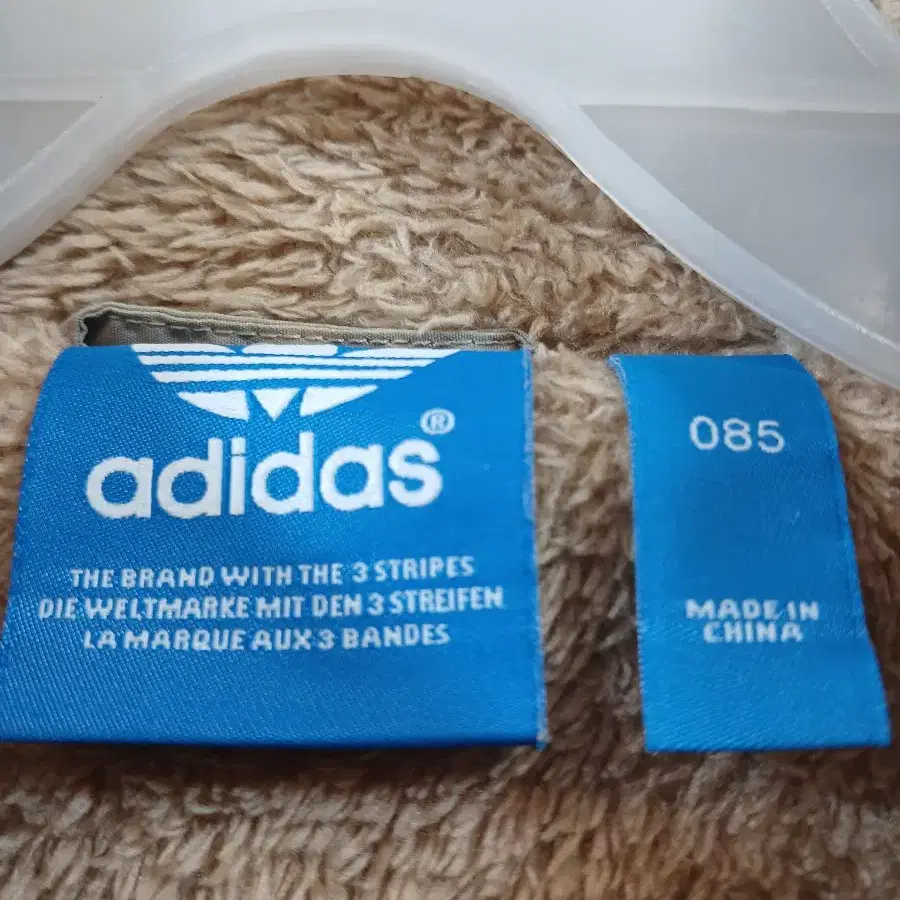 adidas®
THE BRAND WITH THE 3 STRIPES
DIE WELTMARKE MIT DEN 3 STREIFEN
LA MARQUE AUX 3 BANDES
085
MADE IN
CHINA